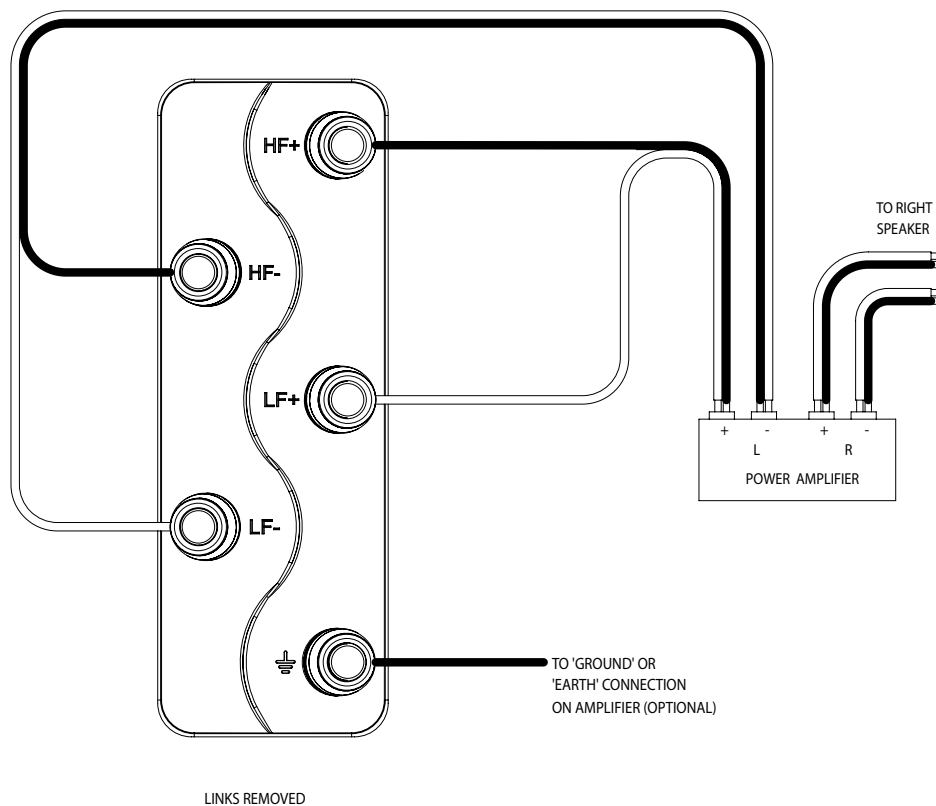 HF+
TO RIGHT
SPEAKER
HF-
LF+
+ - + -
L R
POWER AMPLIFIER
LF-
TO 'GROUND' OR
'EARTH' CONNECTION
ON AMPLIFIER (OPTIONAL)
LINKS REMOVED